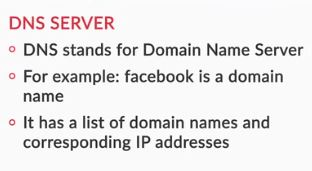 DNS SERVER
DNS stands for Domain Name Server
For example: facebook is a domain
name
It has a list of domain names and
corresponding IP addresses